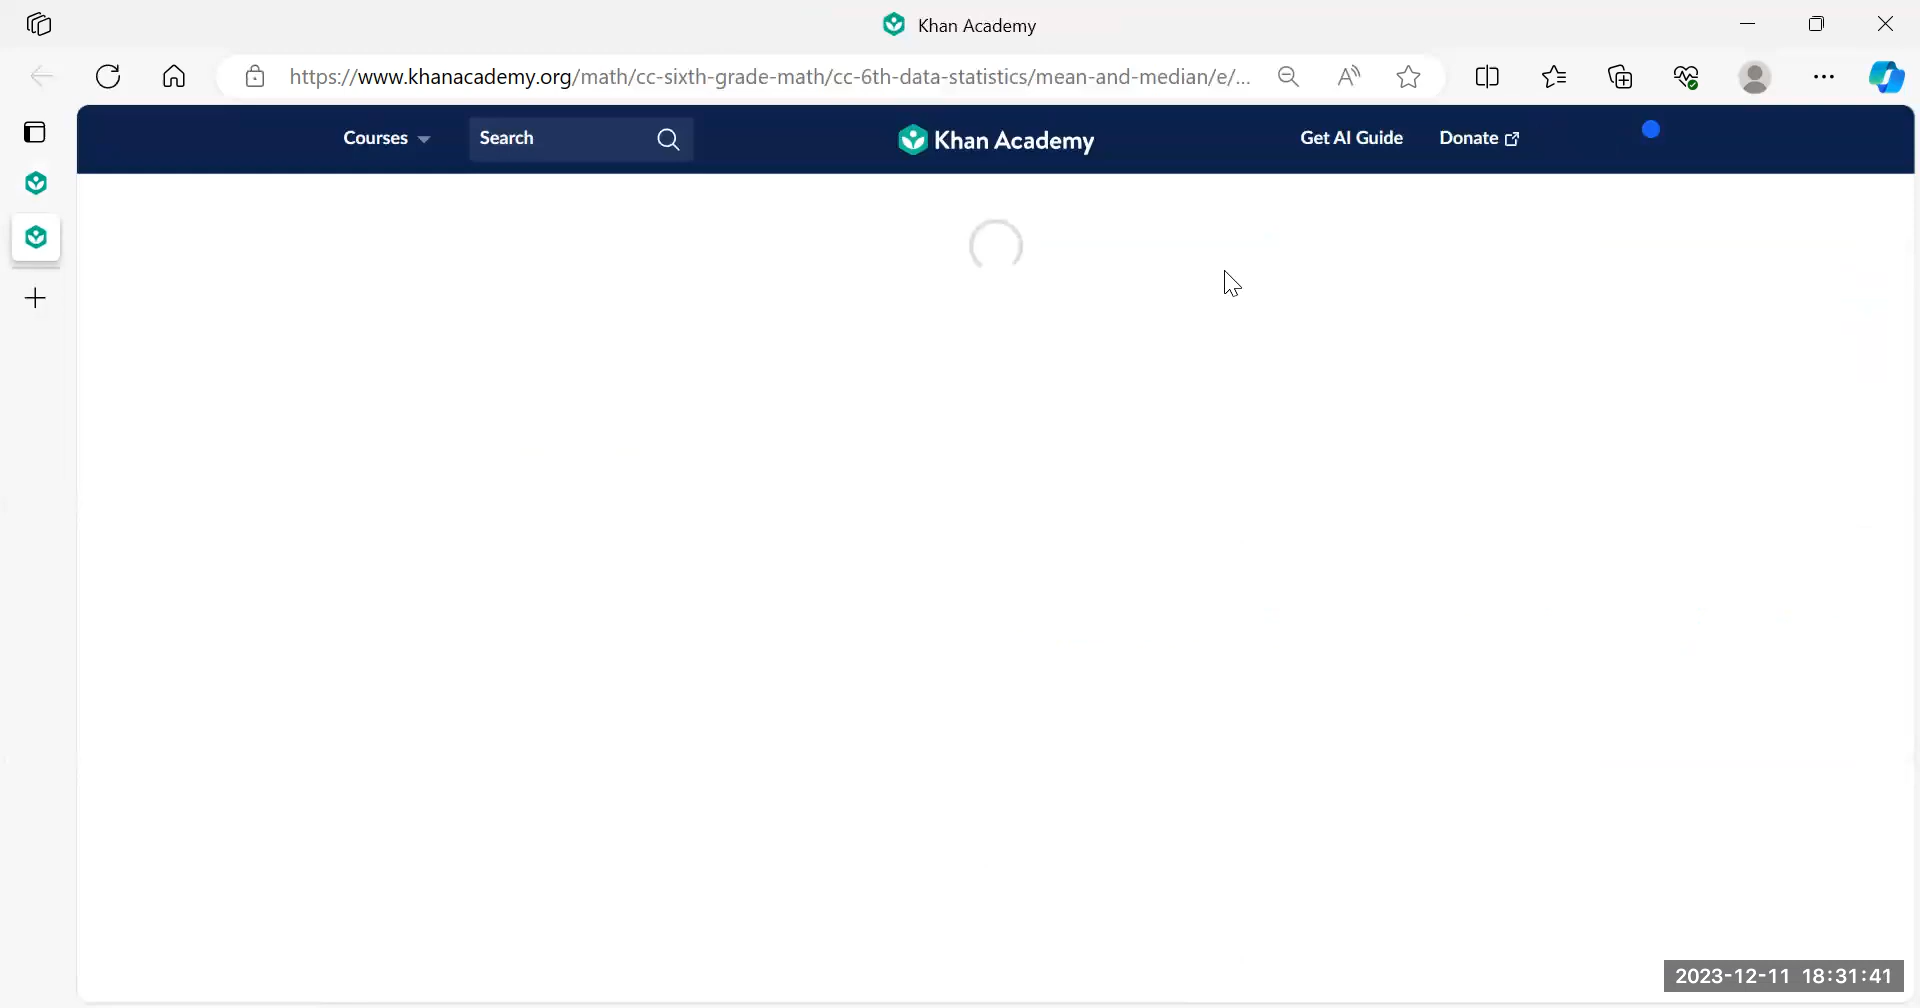 Khan Academy
https://www.khanacademy.org/math/cc-sixth-grade-math/cc-6th-data-statistics/mean-and-median/e/...
Courses Search Khan Academy Get AI Guide Donate
2023-12-11 18:31:41